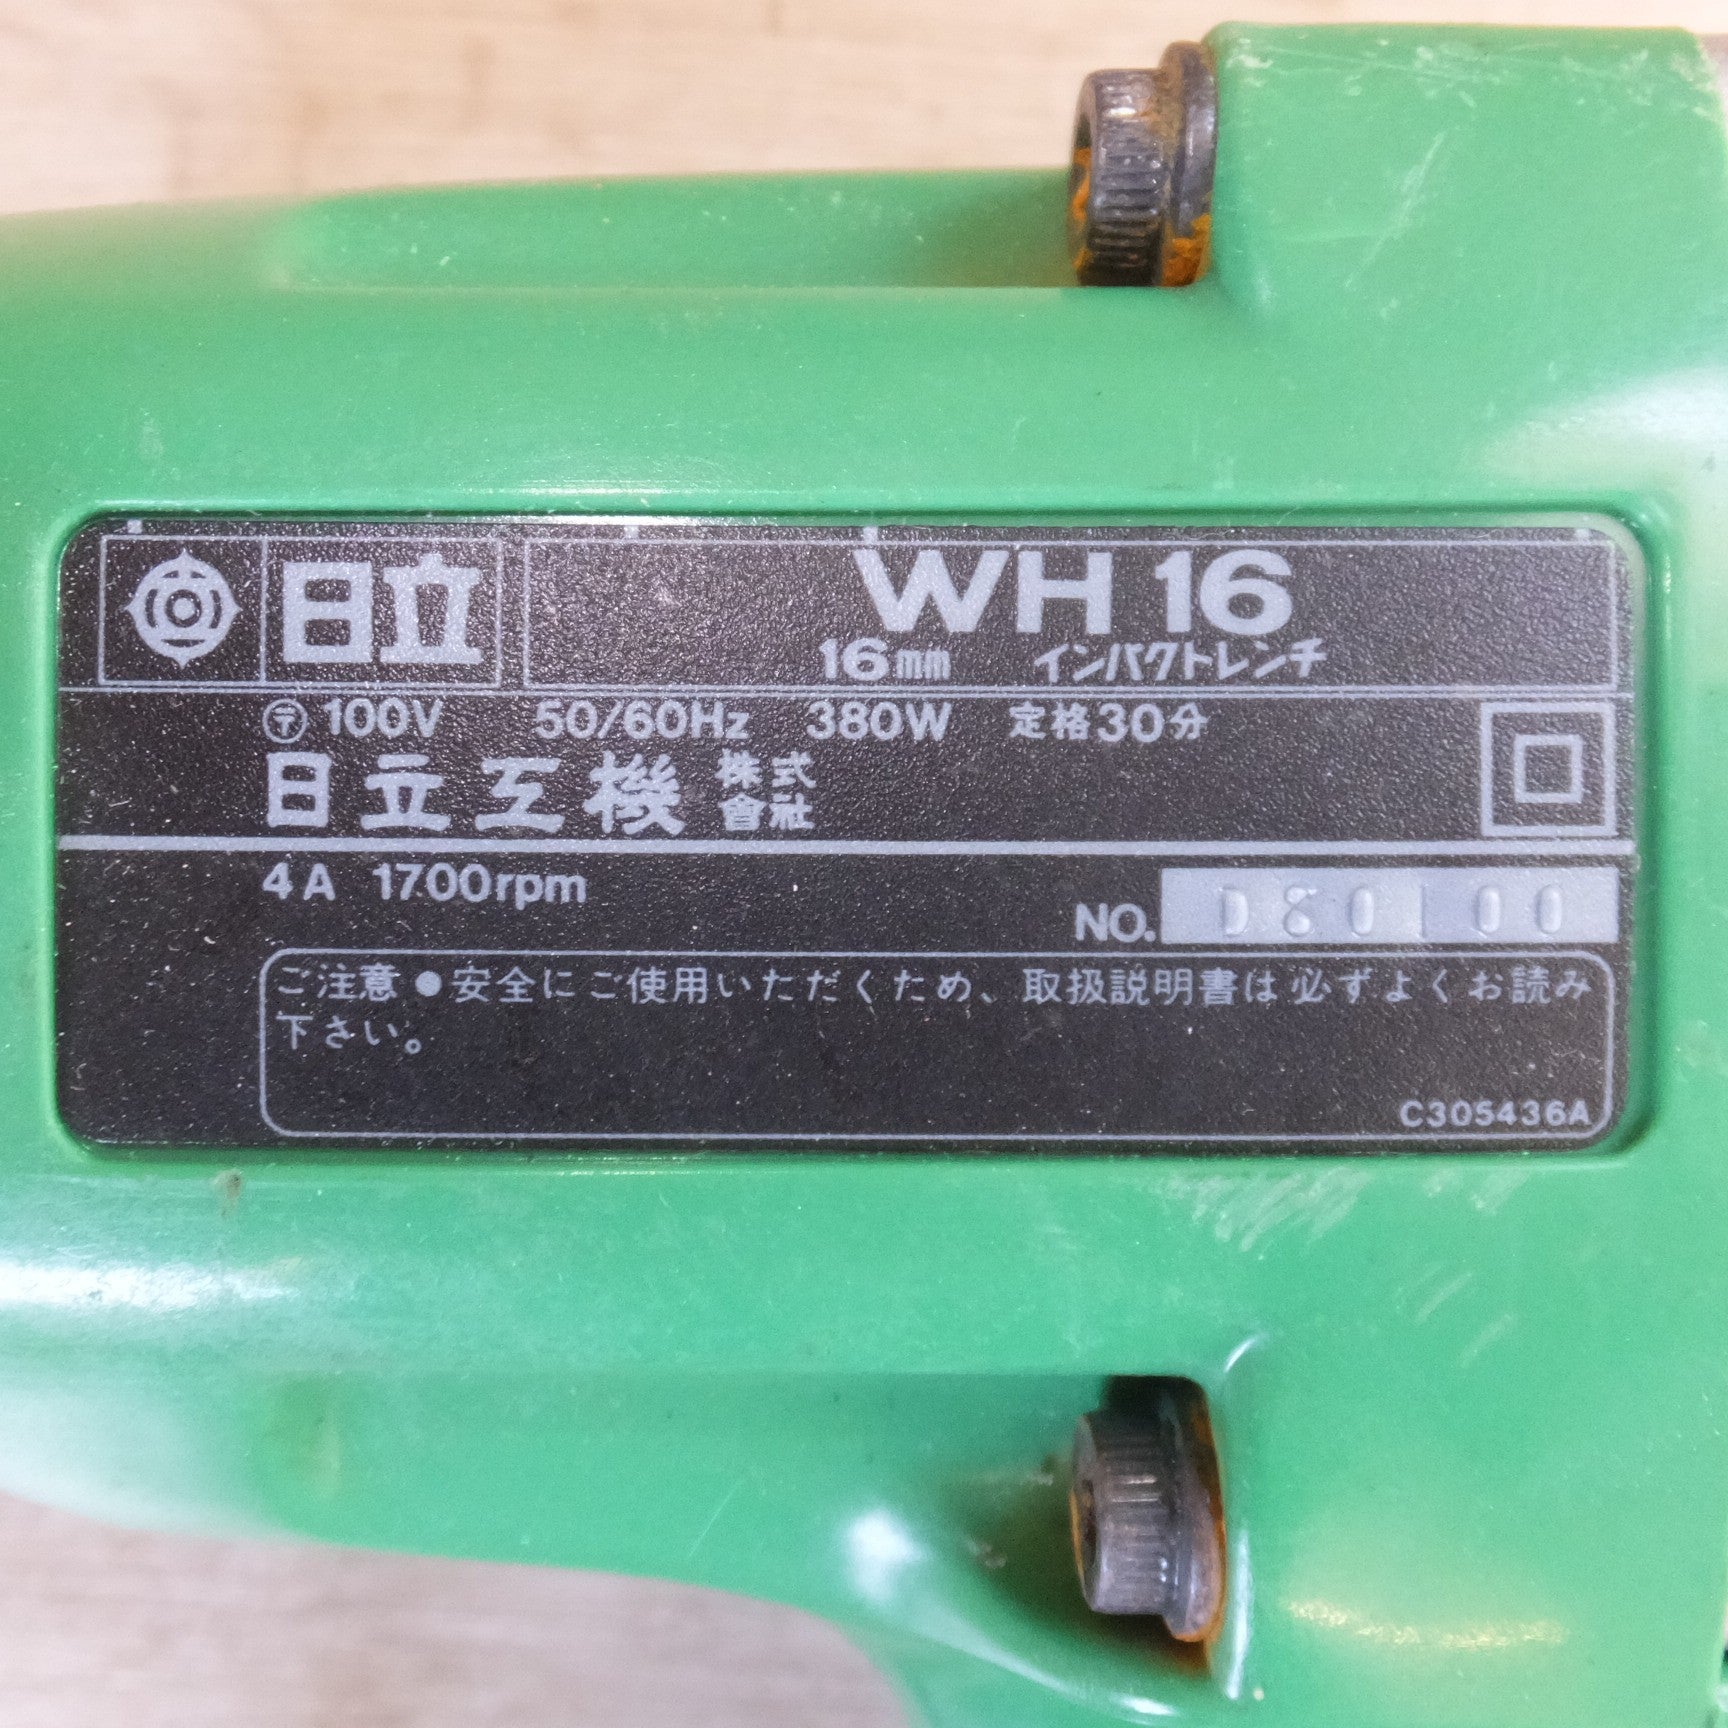 日立
WH 16
16mm インパクトレンチ
〒 100V 50/60Hz 380W 定格30分
日立工機 株式會社
4A 1700rpm
NO. D80100
ご注意 ●安全にご使用いただくため、取扱説明書は必ずよくお読み
下さい。
C305436A